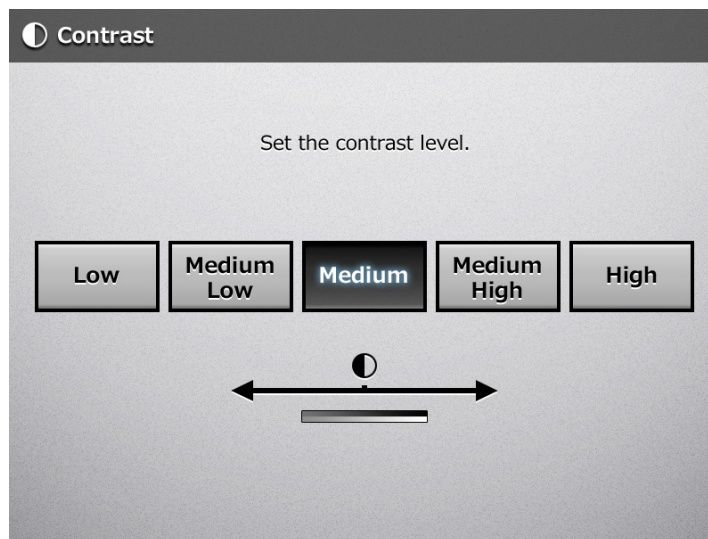 Contrast
Set the contrast level.
Low
Medium
Low
Medium
Medium
High
High